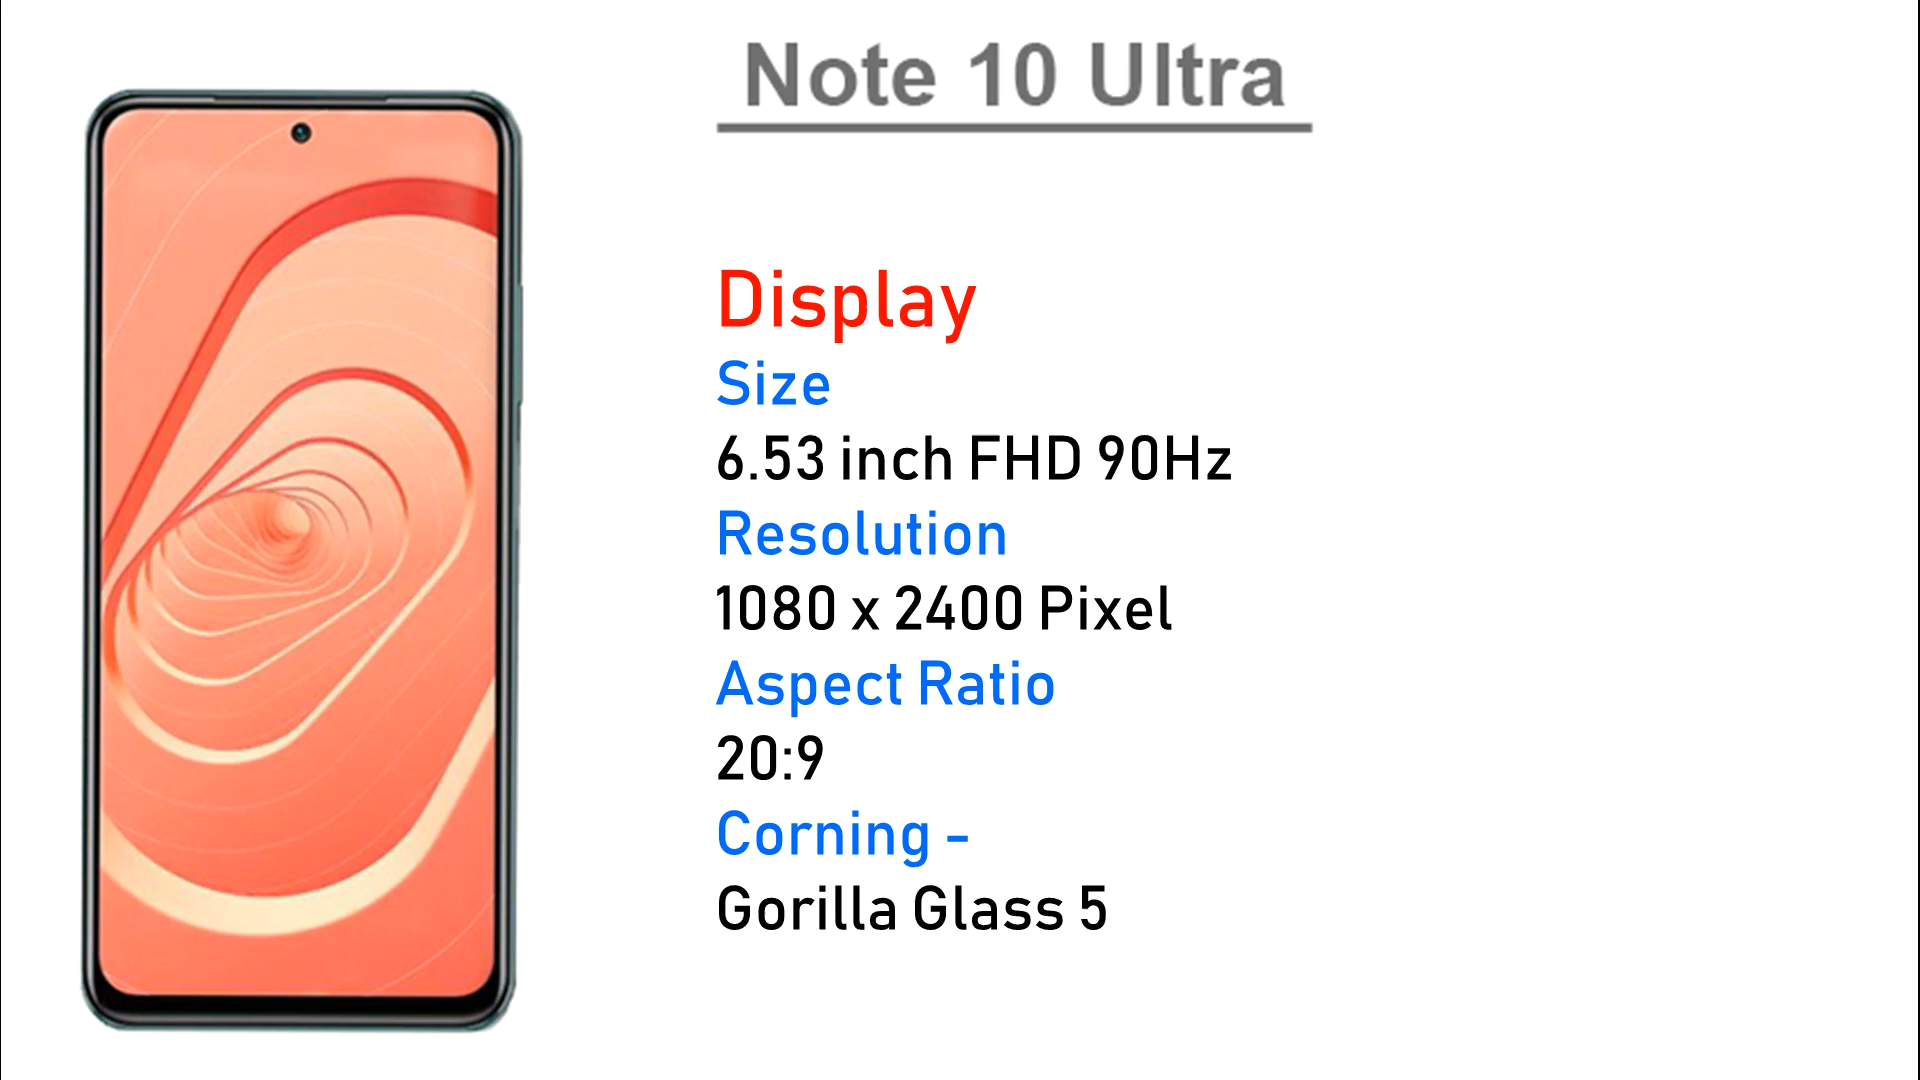 Note 10 Ultra
Display
Size
6.53 inch FHD 90Hz
Resolution
1080 x 2400 Pixel
Aspect Ratio
20:9
Corning -
Gorilla Glass 5